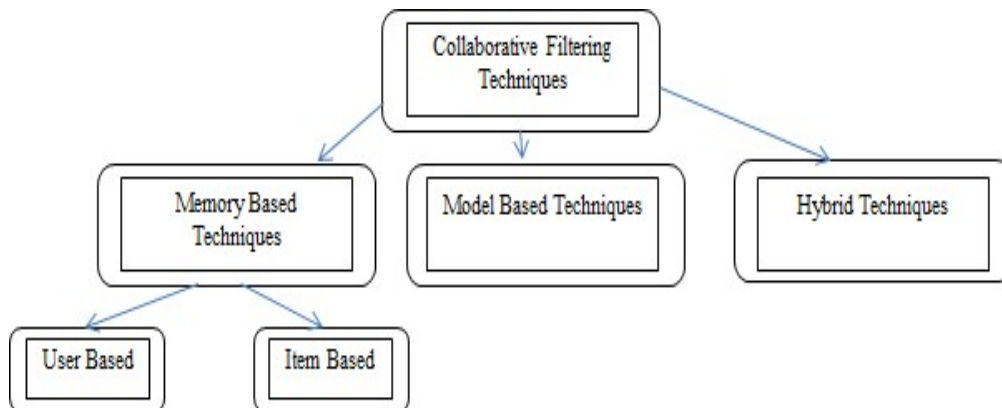 Collaborative Filtering
Techniques
Memory Based
Techniques
Model Based Techniques
Hybrid Techniques
User Based
Item Based